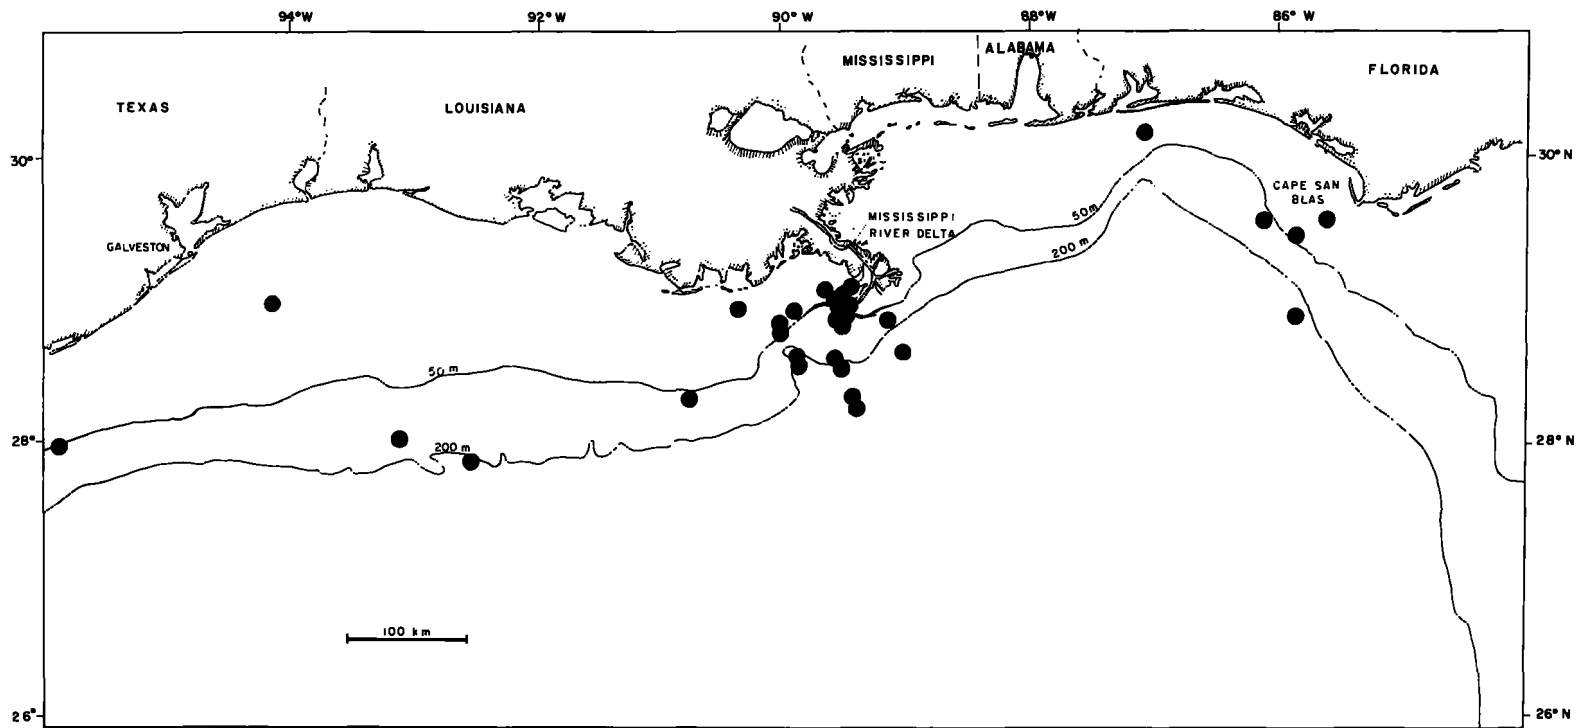 94°W 92°W 90°W 88°W 86°W
ALABAMA
MISSISSIPPI
FLORIDA
TEXAS LOUISIANA
30° 30° N
CAPE SAN
BLAS
MISSISSIPPI
RIVER DELTA
50m
GALVESTON
200 m
50 m
28° 28° N
200 m
100 km
26° 26° N